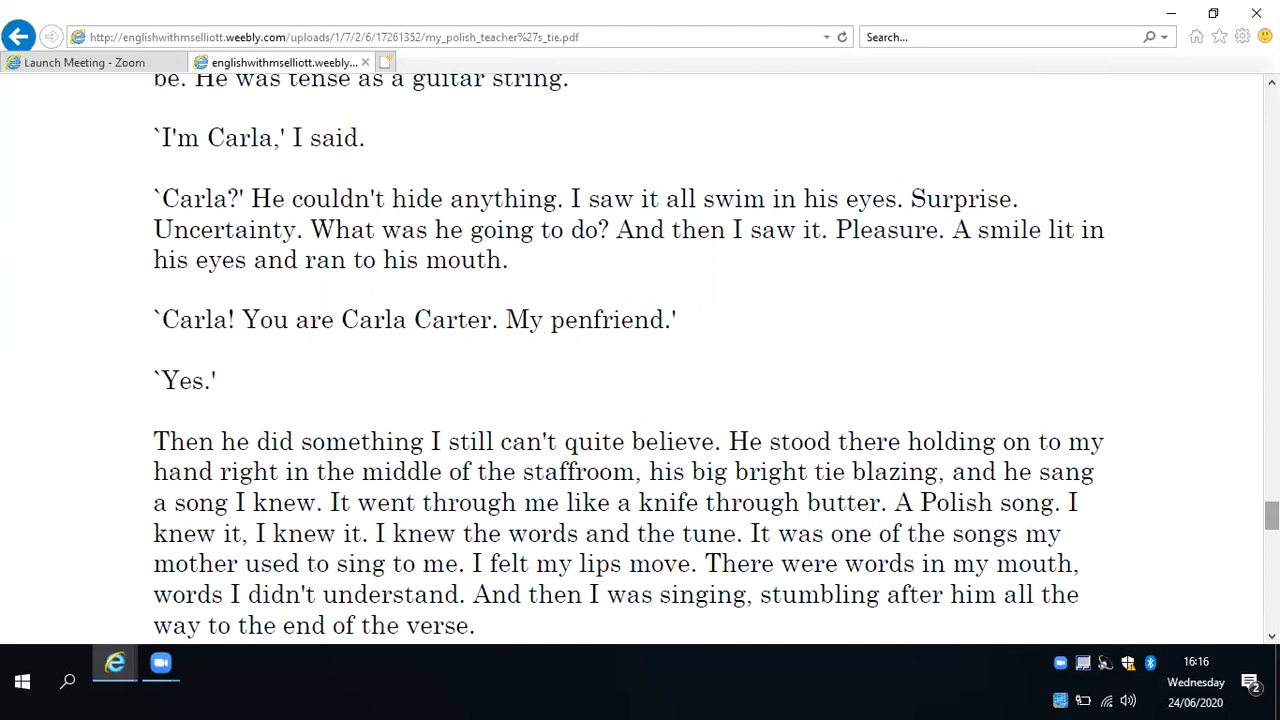 http://englishwithmselliott.weebly.com/uploads/1/7/2/6/17261352/my_polish_teacher%27s_tie.pdf
Search...
Launch Meeting - Zoom
englishwithmselliott.weebly...
be. He was tense as a guitar string.
`I'm Carla,' I said.
`Carla?' He couldn't hide anything. I saw it all swim in his eyes. Surprise.
Uncertainty. What was he going to do? And then I saw it. Pleasure. A smile lit in
his eyes and ran to his mouth.
`Carla! You are Carla Carter. My penfriend.'
`Yes.'
Then he did something I still can't quite believe. He stood there holding on to my
hand right in the middle of the staffroom, his big bright tie blazing, and he sang
a song I knew. It went through me like a knife through butter. A Polish song. I
knew it, I knew it. I knew the words and the tune. It was one of the songs my
mother used to sing to me. I felt my lips move. There were words in my mouth,
words I didn't understand. And then I was singing, stumbling after him all the
way to the end of the verse.
16:16
Wednesday
24/06/2020
2